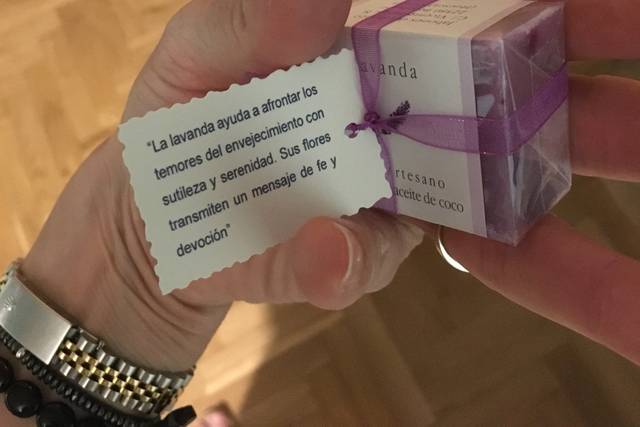 "La lavanda ayuda a afrontar los
temores del envejecimiento con
sutileza y serenidad. Sus flores
transmiten un mensaje de fe y
devoción"
avanda
rtesano
aceite de coco